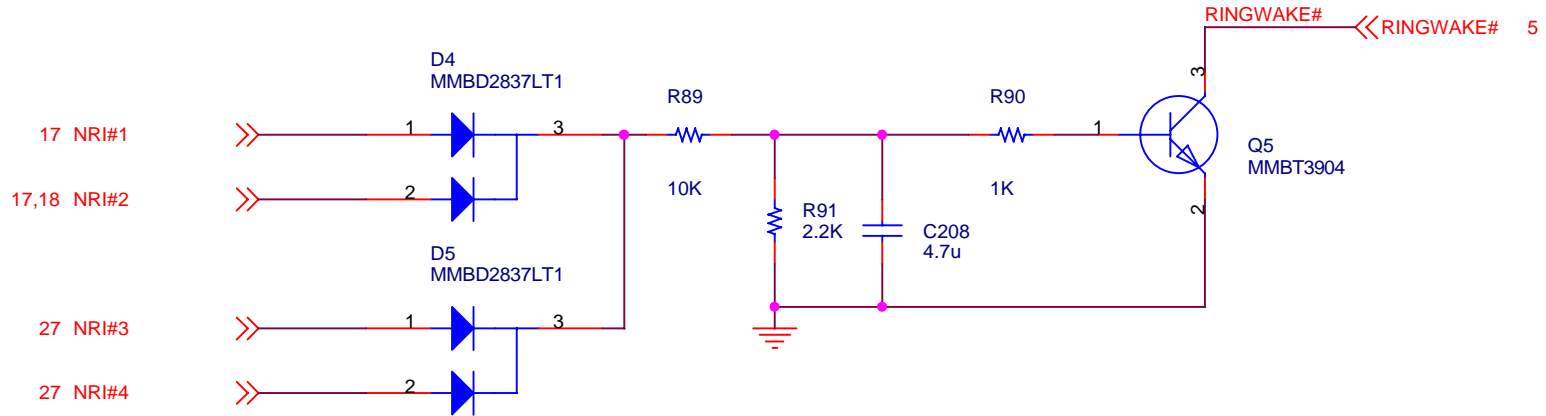 RINGWAKE#
RINGWAKE# 5
D4
MMBD2837LT1
R89
R90
3
17 NRI#1
1
3
1
Q5
MMBT3904
10K
1K
17,18 NRI#2
2
R91
2.2K
C208
4.7u
2
D5
MMBD2837LT1
27 NRI#3
1
3
27 NRI#4
2